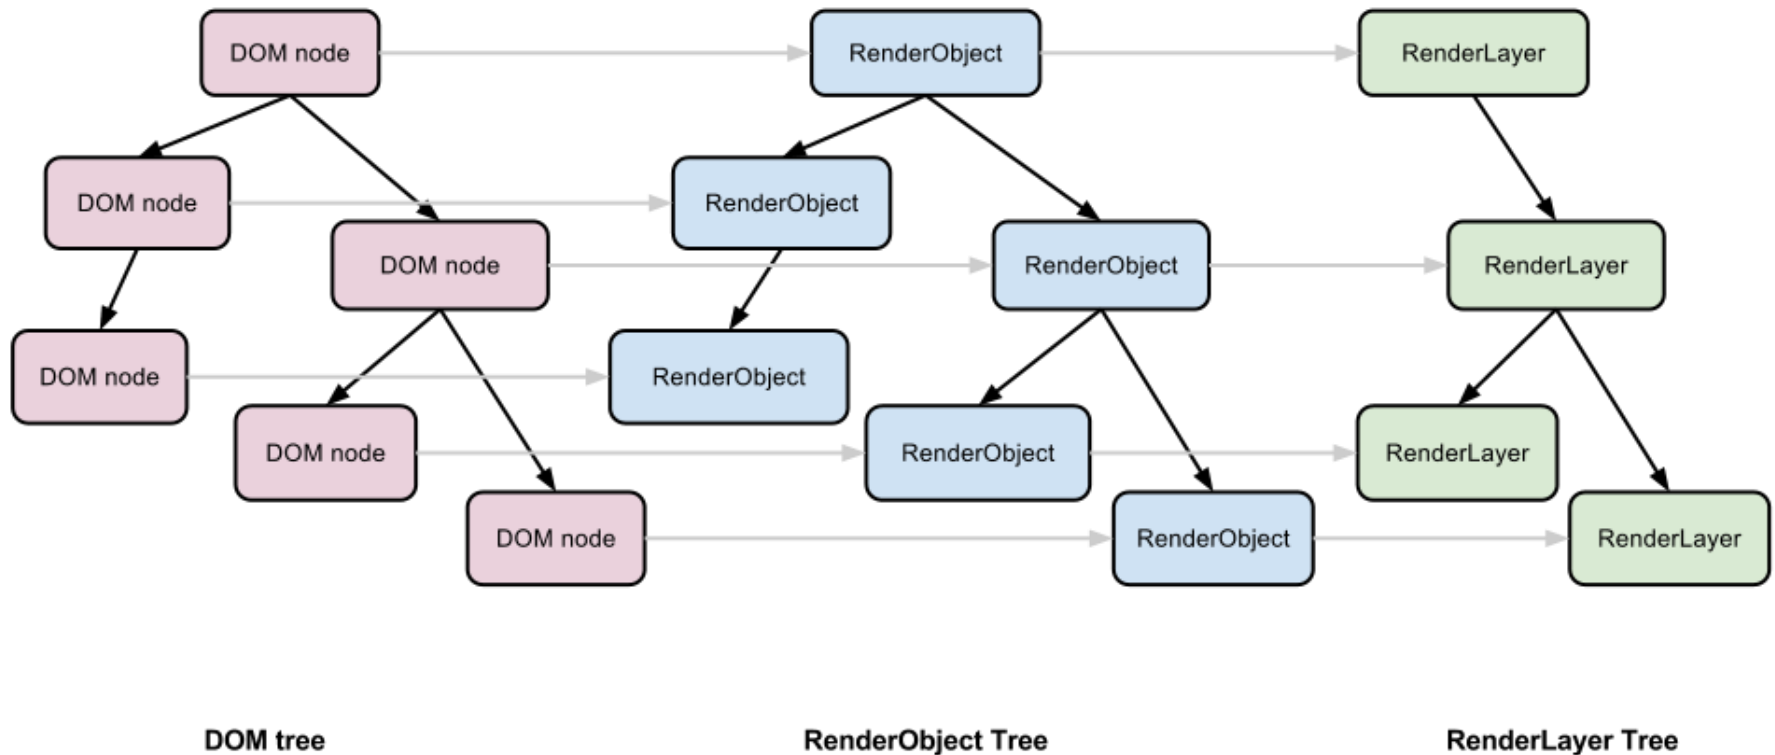 DOM node
RenderObject
RenderLayer
DOM node
RenderObject
DOM node
RenderObject
RenderLayer
DOM node
RenderObject
DOM node
RenderObject
RenderLayer
DOM node
RenderObject
RenderLayer
DOM tree
RenderObject Tree
RenderLayer Tree